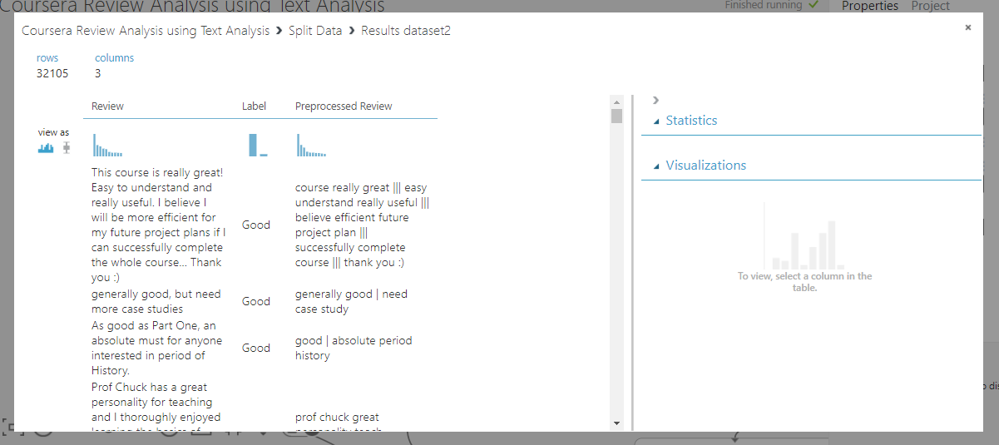 Coursera Review Analysis using Text Analysis
Finished running
Properties Project
Coursera Review Analysis using Text Analysis > Split Data > Results dataset2
×
rows columns
32105 3
Review Label Preprocessed Review
view as
This course is really great!
Easy to understand and
really useful. I believe I
will be more efficient for
my future project plans if I
can successfully complete
the whole course... Thank
you :)
Good
course really great ||| easy
understand really useful |||
believe efficient future
project plan |||
successfully complete
course ||| thank you :)
generally good, but need
more case studies
Good
generally good | need
case study
As good as Part One, an
absolute must for anyone
interested in period of
History.
Good
good | absolute period
history
Prof Chuck has a great
personality for teaching
and I thoroughly enjoyed
learning the basics of
prof chuck great
personality teach
Statistics
Visualizations
To view, select a column in the
table.